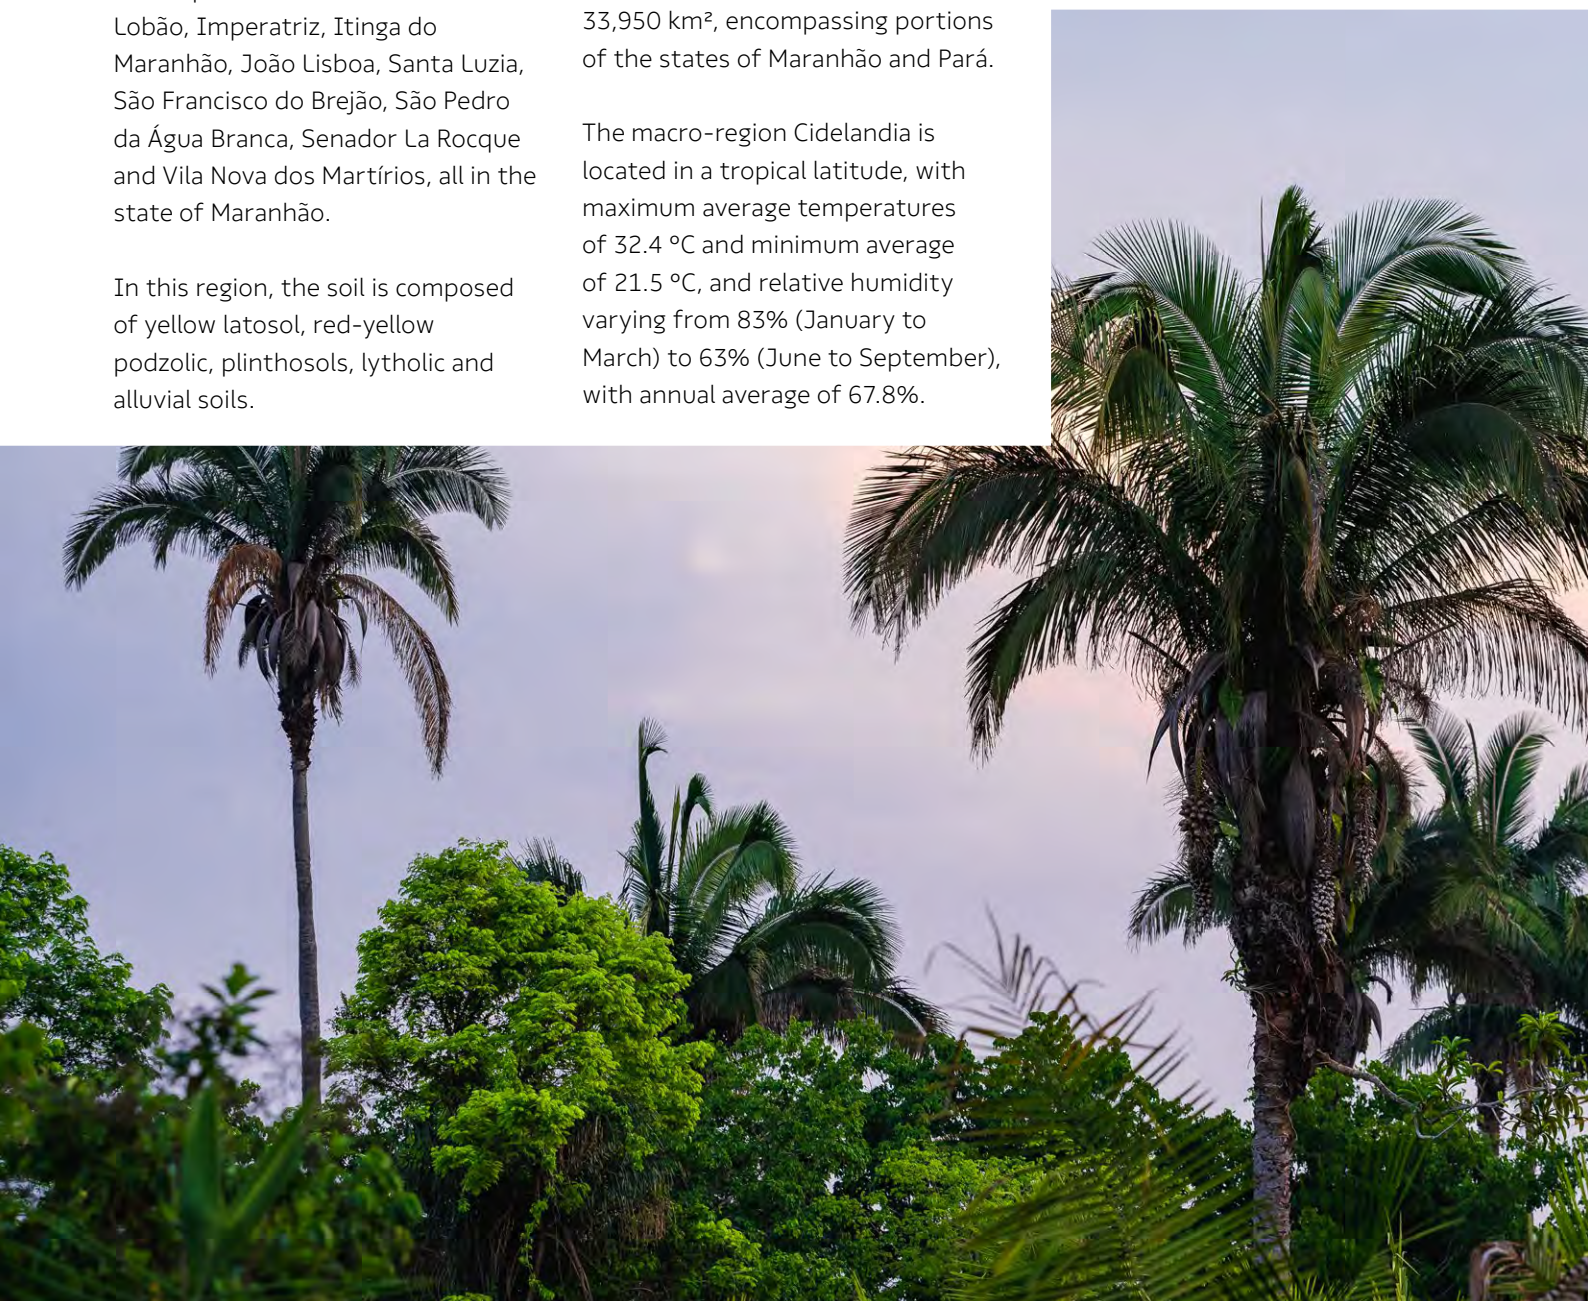 Lobão, Imperatriz, Itinga do
Maranhão, João Lisboa, Santa Luzia,
São Francisco do Brejão, São Pedro
da Água Branca, Senador La Rocque
and Vila Nova dos Martírios, all in the
state of Maranhão.
In this region, the soil is composed
of yellow latosol, red-yellow
podzolic, plinthosols, lytholic and
alluvial soils.
33,950 km², encompassing portions
of the states of Maranhão and Pará.
The macro-region Cidelandia is
located in a tropical latitude, with
maximum average temperatures
of 32.4 ºC and minimum average
of 21.5 ºC, and relative humidity
varying from 83% (January to
March) to 63% (June to September),
with annual average of 67.8%.